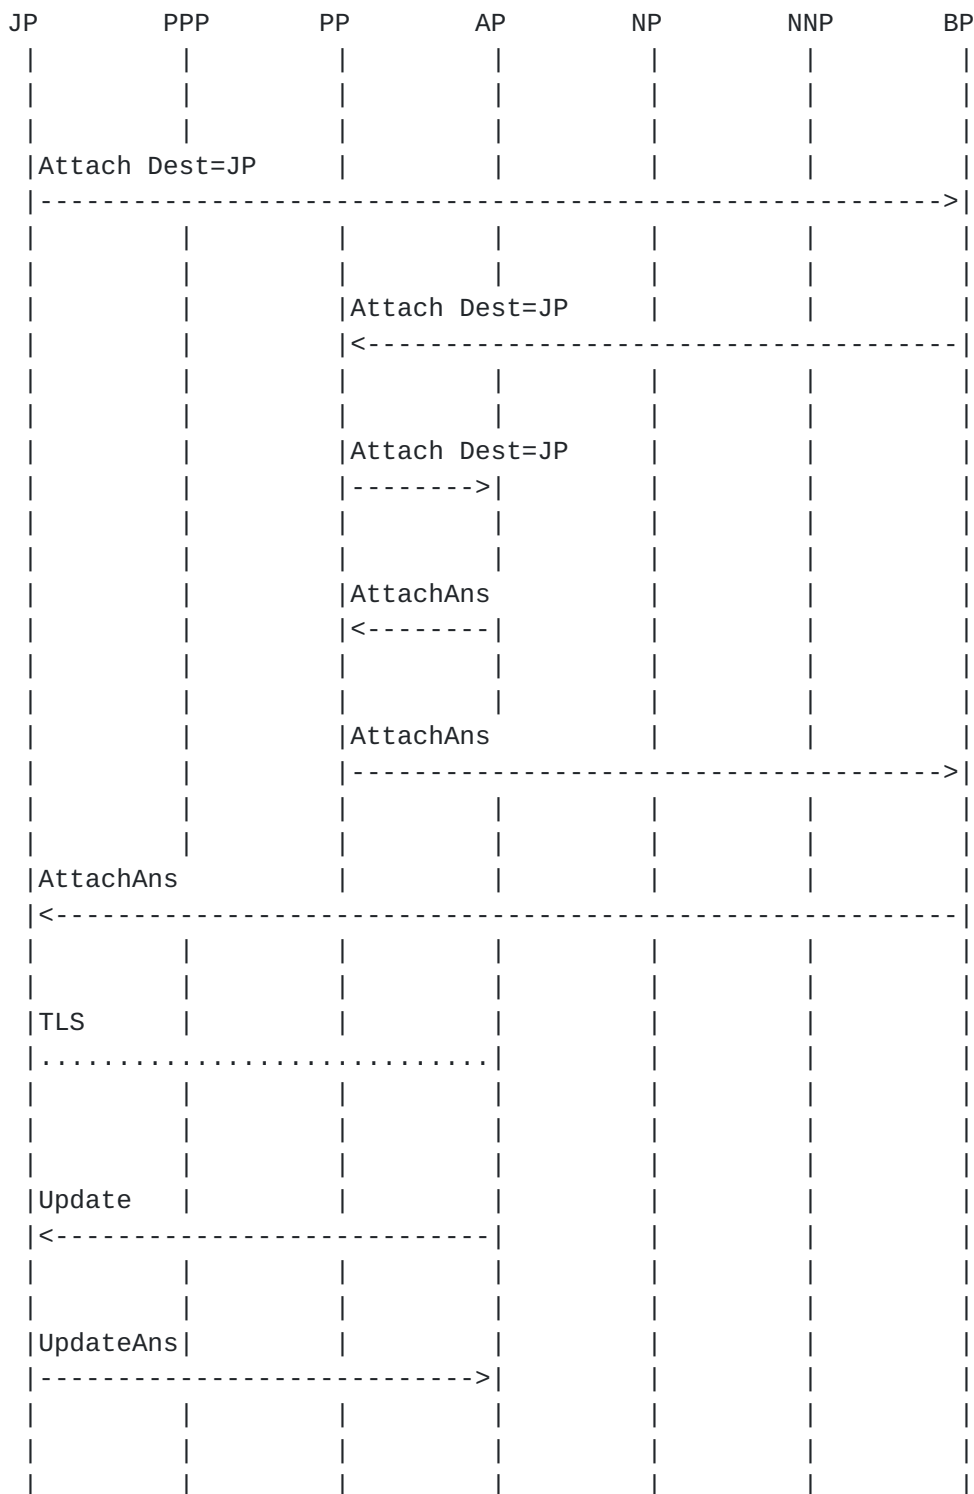 JP        PPP       PP        AP        NP        NNP       BP
 |         |         |         |         |         |         |
 |         |         |         |         |         |         |
 |         |         |         |         |         |         |
 |Attach Dest=JP     |         |         |         |         |
 |---------------------------------------------------------->|
 |         |         |         |         |         |         |
 |         |         |         |         |         |         |
 |         |         |Attach Dest=JP     |         |         |
 |         |         |<--------------------------------------|
 |         |         |         |         |         |         |
 |         |         |         |         |         |         |
 |         |         |Attach Dest=JP     |         |         |
 |         |         |-------->|         |         |         |
 |         |         |         |         |         |         |
 |         |         |         |         |         |         |
 |         |         |AttachAns          |         |         |
 |         |         |<--------|         |         |         |
 |         |         |         |         |         |         |
 |         |         |         |         |         |         |
 |         |         |AttachAns          |         |         |
 |         |         |-------------------------------------->|
 |         |         |         |         |         |         |
 |         |         |         |         |         |         |
 |AttachAns          |         |         |         |         |
 |<----------------------------------------------------------|
 |         |         |         |         |         |         |
 |         |         |         |         |         |         |
 |TLS      |         |         |         |         |         |
 |.............................|         |         |         |
 |         |         |         |         |         |         |
 |         |         |         |         |         |         |
 |         |         |         |         |         |         |
 |Update   |         |         |         |         |         |
 |<----------------------------|         |         |         |
 |         |         |         |         |         |         |
 |         |         |         |         |         |         |
 |UpdateAns|         |         |         |         |         |
 |---------------------------->|         |         |         |
 |         |         |         |         |         |         |
 |         |         |         |         |         |         |
 |         |         |         |         |         |         |